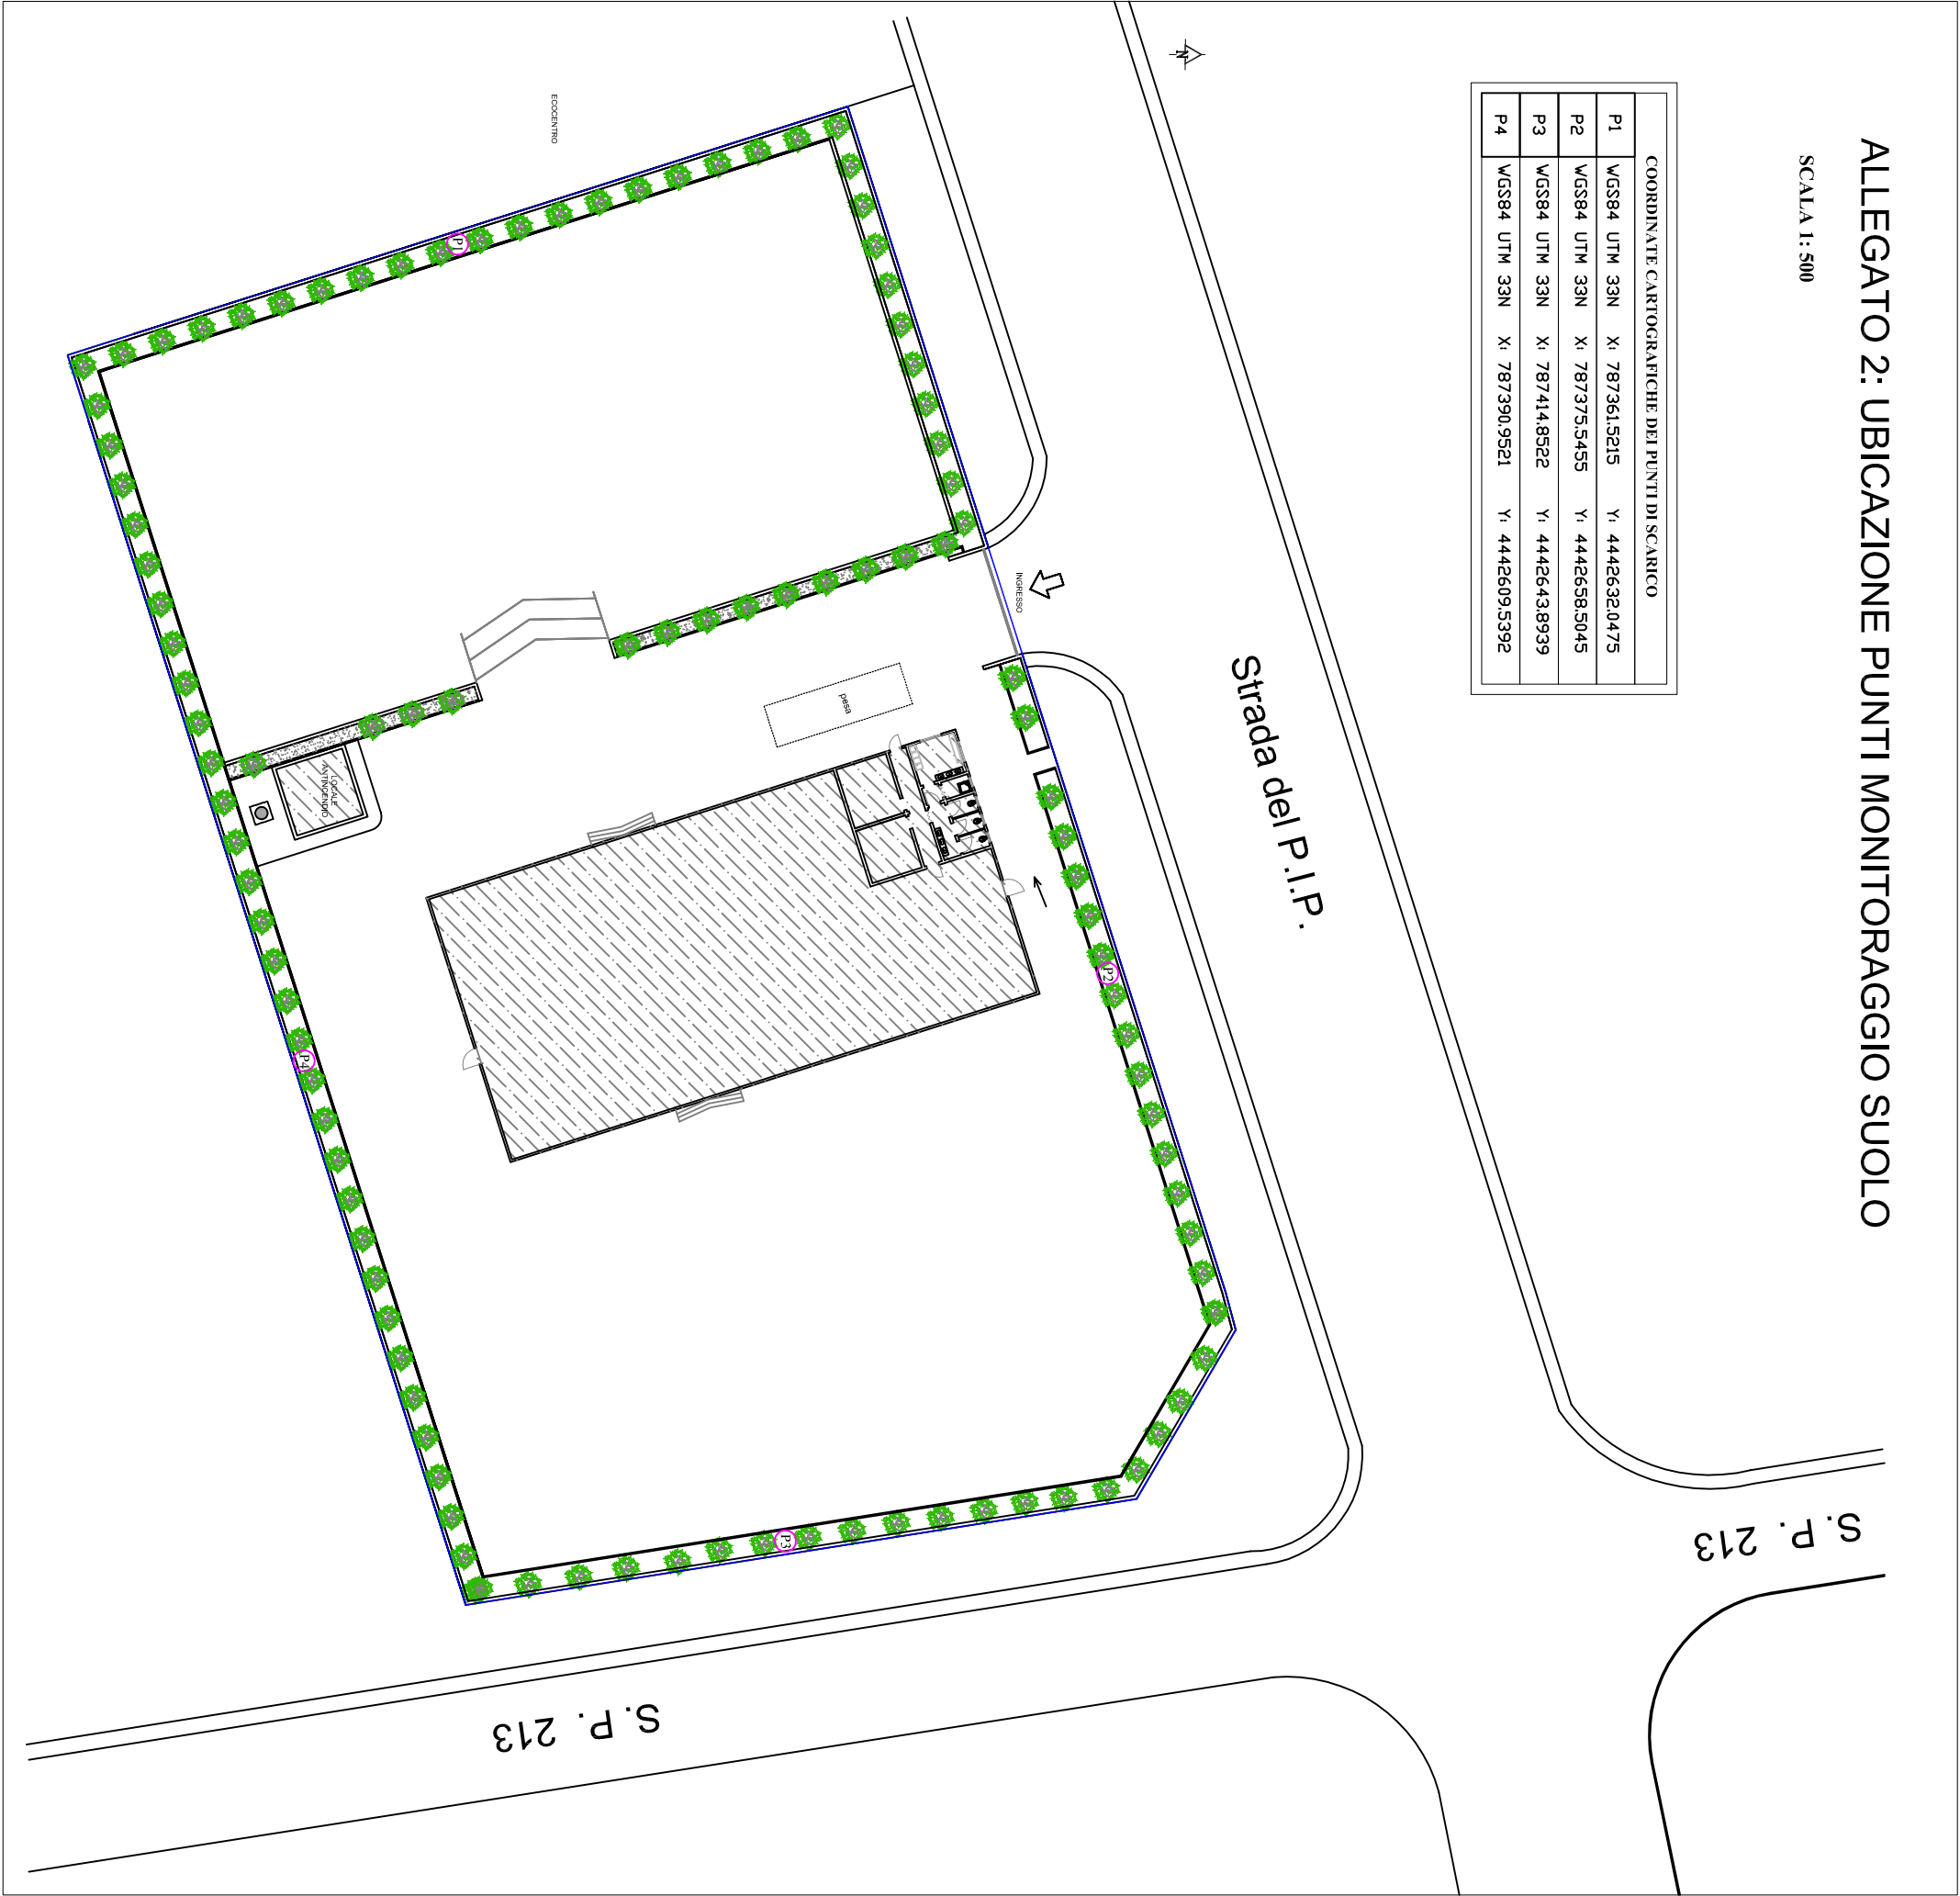 ALLEGATO 2: UBICAZIONE PUNTI MONITORAGGIO SUOLO
SCALA 1: 500
COORDINATE CARTOGRAFICHE DEI PUNTI DI SCARICO
P1 WGS84 UTM 33N X: 787361.5215 Y: 4442632.0475
P2 WGS84 UTM 33N X: 787375.5455 Y: 4442658.5045
P3 WGS84 UTM 33N X: 787414.8522 Y: 4442643.8939
P4 WGS84 UTM 33N X: 787390.9521 Y: 4442609.5392
N
Strada del P.I.P.
S.P. 213
INGRESSO
P2
pesa
ECOCENTRO
P1
LOCALE
ANTINCENDIO
P4
P3
S.P. 213